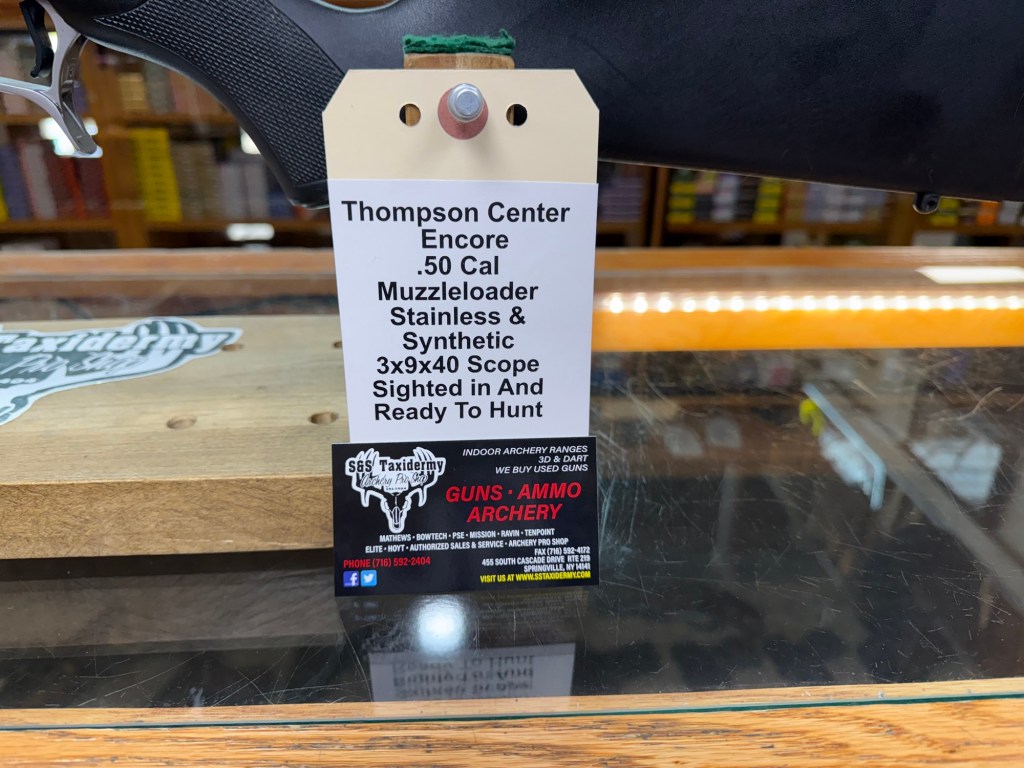 Thompson Center
Encore
.50 Cal
Muzzleloader
Stainless &
Synthetic
3x9x40 Scope
Sighted in And
Ready To Hunt
Taxidermy
S&S Taxidermy
Archery Pro Shop
INDOOR ARCHERY RANGES
3D & DART
WE BUY USED GUNS
GUNS · AMMO
ARCHERY
MATHEWS · BOWTECH · PSE · MISSION · RAVIN · TENPOINT
ELITE · HOYT · AUTHORIZED SALES & SERVICE · ARCHERY PRO SHOP
PHONE (716) 592-2404
FAX (716) 592-4172
455 SOUTH CASCADE DRIVE RTE 219
SPRINGVILLE, NY 14141
VISIT US AT WWW.SSTAXIDERMY.COM